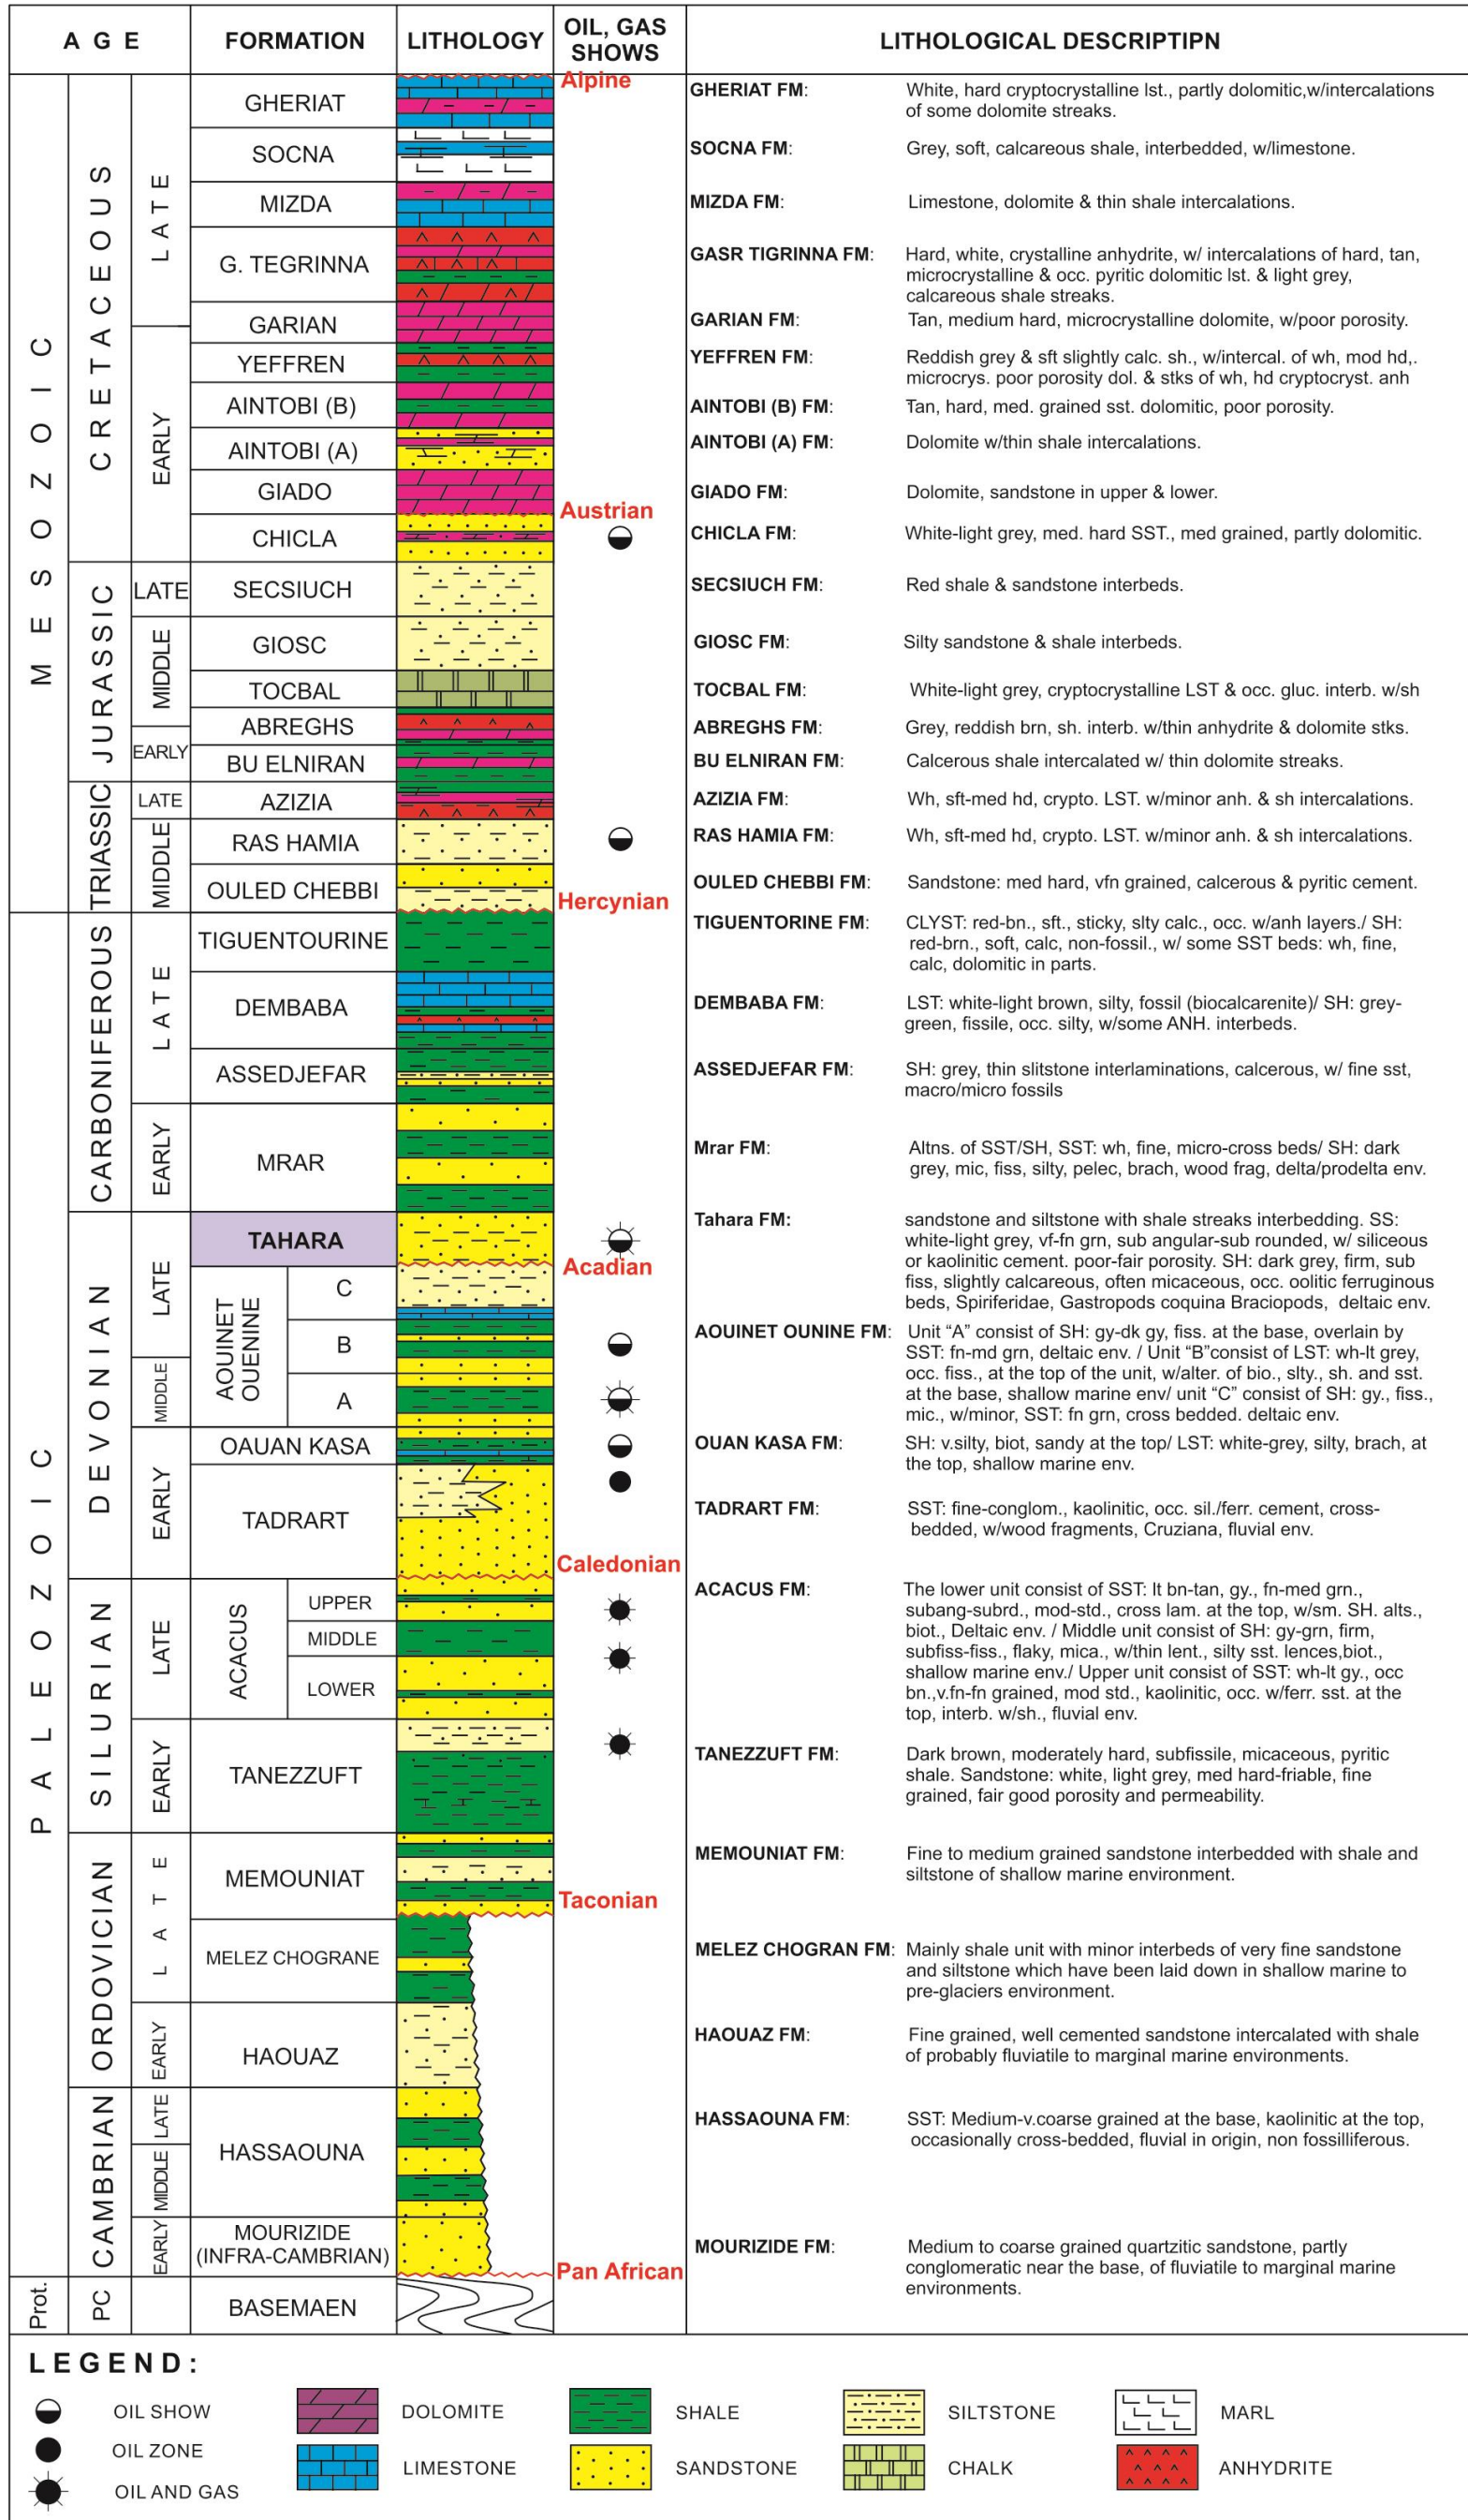 A G E
FORMATION
LITHOLOGY
OIL, GAS
SHOWS
LITHOLOGICAL DESCRIPTIPN
MESOZOIC
CRETACEOUS
LATE
GHERIAT
Alpine
GHERIAT FM: White, hard cryptocrystalline lst., partly dolomitic,w/intercalations
of some dolomite streaks.
SOCNA
SOCNA FM: Grey, soft, calcareous shale, interbedded, w/limestone.
MIZDA
MIZDA FM: Limestone, dolomite & thin shale intercalations.
G. TEGRINNA
GASR TIGRINNA FM: Hard, white, crystalline anhydrite, w/ intercalations of hard, tan,
microcrystalline & occ. pyritic dolomitic lst. & light grey,
calcareous shale streaks.
GARIAN
GARIAN FM: Tan, medium hard, microcrystalline dolomite, w/poor porosity.
EARLY
YEFFREN
YEFFREN FM: Reddish grey & sft slightly calc. sh., w/intercal. of wh, mod hd,.
microcrys. poor porosity dol. & stks of wh, hd cryptocryst. anh
AINTOBI (B)
AINTOBI (B) FM: Tan, hard, med. grained sst. dolomitic, poor porosity.
AINTOBI (A)
AINTOBI (A) FM: Dolomite w/thin shale intercalations.
GIADO
GIADO FM: Dolomite, sandstone in upper & lower.
Austrian
CHICLA
CHICLA FM: White-light grey, med. hard SST., med grained, partly dolomitic.
JURASSIC
LATE
SECSIUCH
SECSIUCH FM: Red shale & sandstone interbeds.
MIDDLE
GIOSC
GIOSC FM: Silty sandstone & shale interbeds.
TOCBAL
TOCBAL FM: White-light grey, cryptocrystalline LST & occ. gluc. interb. w/sh
ABREGHS
ABREGHS FM: Grey, reddish brn, sh. interb. w/thin anhydrite & dolomite stks.
EARLY
BU ELNIRAN
BU ELNIRAN FM: Calcerous shale intercalated w/ thin dolomite streaks.
TRIASSIC
LATE
AZIZIA
AZIZIA FM: Wh, sft-med hd, crypto. LST. w/minor anh. & sh intercalations.
MIDDLE
RAS HAMIA
RAS HAMIA FM: Wh, sft-med hd, crypto. LST. w/minor anh. & sh intercalations.
OULED CHEBBI
OULED CHEBBI FM: Sandstone: med hard, vfn grained, calcerous & pyritic cement.
Hercynian
PALEOZOIC
CARBONIFEROUS
LATE
TIGUENTOURINE
TIGUENTORINE FM: CLYST: red-bn., sft., sticky, slty calc., occ. w/anh layers./ SH:
red-brn., soft, calc, non-fossil., w/ some SST beds: wh, fine,
calc, dolomitic in parts.
DEMBABA
DEMBABA FM: LST: white-light brown, silty, fossil (biocalcarenite)/ SH: grey-
green, fissile, occ. silty, w/some ANH. interbeds.
ASSEDJEFAR
ASSEDJEFAR FM: SH: grey, thin slitstone interlaminations, calcerous, w/ fine sst,
macro/micro fossils
EARLY
MRAR
Mrar FM: Altns. of SST/SH, SST: wh, fine, micro-cross beds/ SH: dark
grey, mic, fiss, silty, pelec, brach, wood frag, delta/prodelta env.
DEVONIAN
LATE
TAHARA
Tahara FM: sandstone and siltstone with shale streaks interbedding. SS:
white-light grey, vf-fn grn, sub angular-sub rounded, w/ siliceous
or kaolinitic cement. poor-fair porosity. SH: dark grey, firm, sub
fiss, slightly calcareous, often micaceous, occ. oolitic ferruginous
beds, Spiriferidae, Gastropods coquina Braciopods, deltaic env.
Acadian
AOUINET
OUENINE
C
B
MIDDLE
A
AOUINET OUNINE FM: Unit “A” consist of SH: gy-dk gy, fiss. at the base, overlain by
SST: fn-md grn, deltaic env. / Unit “B”consist of LST: wh-lt grey,
occ. fiss., at the top of the unit, w/alter. of bio., slty., sh. and sst.
at the base, shallow marine env/ unit “C” consist of SH: gy., fiss.,
mic., w/minor, SST: fn grn, cross bedded. deltaic env.
EARLY
OAUAN KASA
OUAN KASA FM: SH: v.silty, biot, sandy at the top/ LST: white-grey, silty, brach, at
the top, shallow marine env.
TADRART
TADRART FM: SST: fine-conglom., kaolinitic, occ. sil./ferr. cement, cross-
bedded, w/wood fragments, Cruziana, fluvial env.
Caledonian
SILURIAN
LATE
ACACUS
UPPER
MIDDLE
LOWER
ACACUS FM: The lower unit consist of SST: lt bn-tan, gy., fn-med grn.,
subang-subrd., mod-std., cross lam. at the top, w/sm. SH. alts.,
biot., Deltaic env. / Middle unit consist of SH: gy-grn, firm,
subfiss-fiss., flaky, mica., w/thin lent., silty sst. lences,biot.,
shallow marine env./ Upper unit consist of SST: wh-lt gy., occ
bn.,v.fn-fn grained, mod std., kaolinitic, occ. w/ferr. sst. at the
top, interb. w/sh., fluvial env.
EARLY
TANEZZUFT
TANEZZUFT FM: Dark brown, moderately hard, subfissile, micaceous, pyritic
shale. Sandstone: white, light grey, med hard-friable, fine
grained, fair good porosity and permeability.
ORDOVICIAN
LATE
MEMOUNIAT
MEMOUNIAT FM: Fine to medium grained sandstone interbedded with shale and
siltstone of shallow marine environment.
Taconian
MELEZ CHOGRANE
MELEZ CHOGRAN FM: Mainly shale unit with minor interbeds of very fine sandstone
and siltstone which have been laid down in shallow marine to
pre-glaciers environment.
EARLY
HAOUAZ
HAOUAZ FM: Fine grained, well cemented sandstone intercalated with shale
of probably fluviatile to marginal marine environments.
CAMBRIAN
LATE
MIDDLE
HASSAOUNA
HASSAOUNA FM: SST: Medium-v.coarse grained at the base, kaolinitic at the top,
occasionally cross-bedded, fluvial in origin, non fossilliferous.
EARLY
MOURIZIDE
(INFRA-CAMBRIAN)
MOURIZIDE FM: Medium to coarse grained quartzitic sandstone, partly
conglomeratic near the base, of fluviatile to marginal marine
environments.
Pan African
Prot.
PC
BASEMAEN
LEGEND:
OIL SHOW
DOLOMITE
SHALE
SILTSTONE
MARL
OIL ZONE
OIL AND GAS
LIMESTONE
SANDSTONE
CHALK
ANHYDRITE